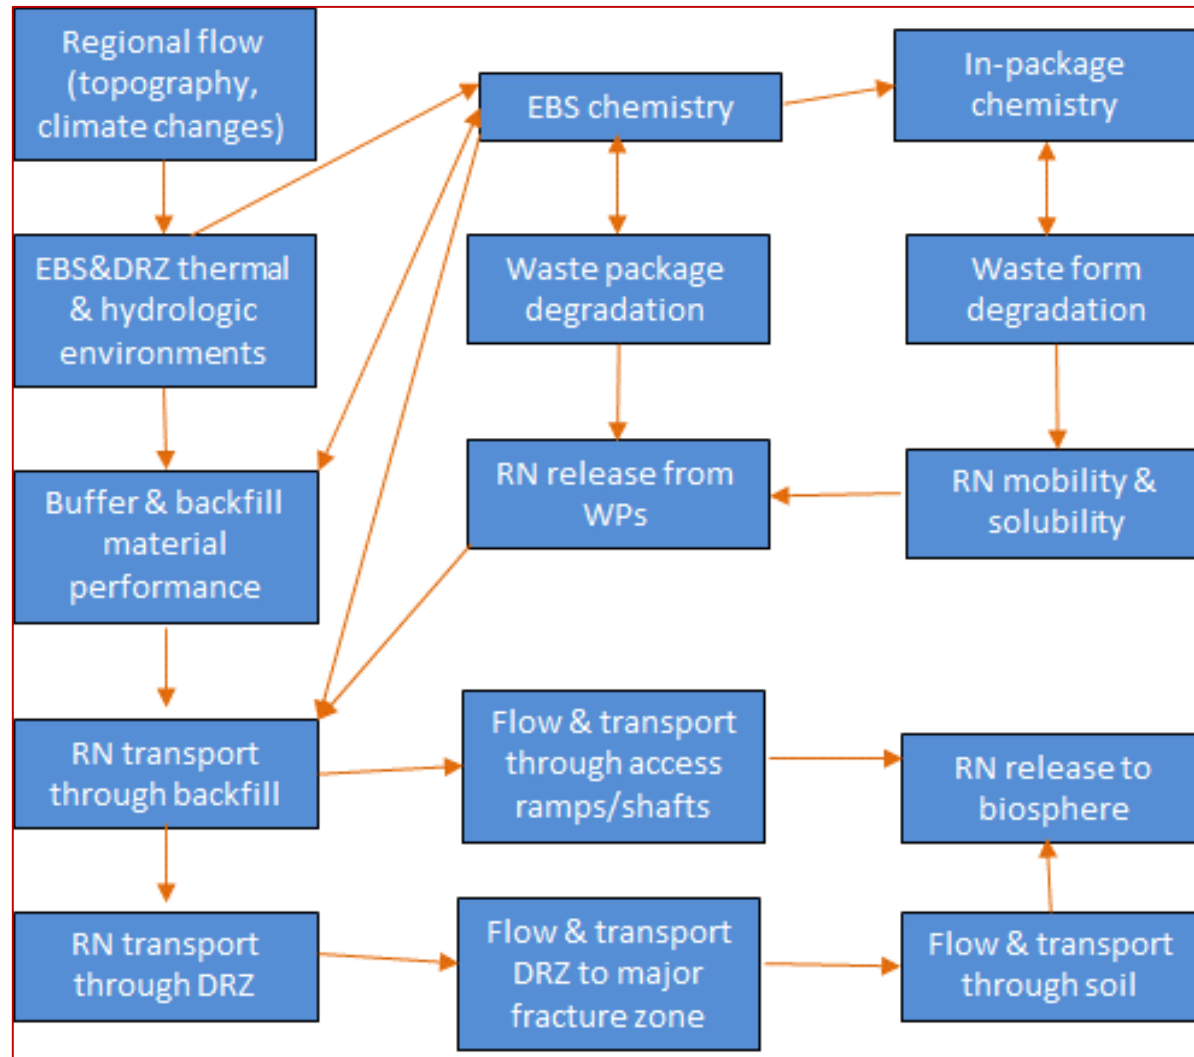 Regional flow
(topography,
climate changes)
EBS chemistry
In-package
chemistry
EBS&DRZ thermal
& hydrologic
environments
Waste package
degradation
Waste form
degradation
Buffer & backfill
material
performance
RN release from
WPs
RN mobility &
solubility
RN transport
through backfill
Flow & transport
through access
ramps/shafts
RN release to
biosphere
RN transport
through DRZ
Flow & transport
DRZ to major
fracture zone
Flow & transport
through soil